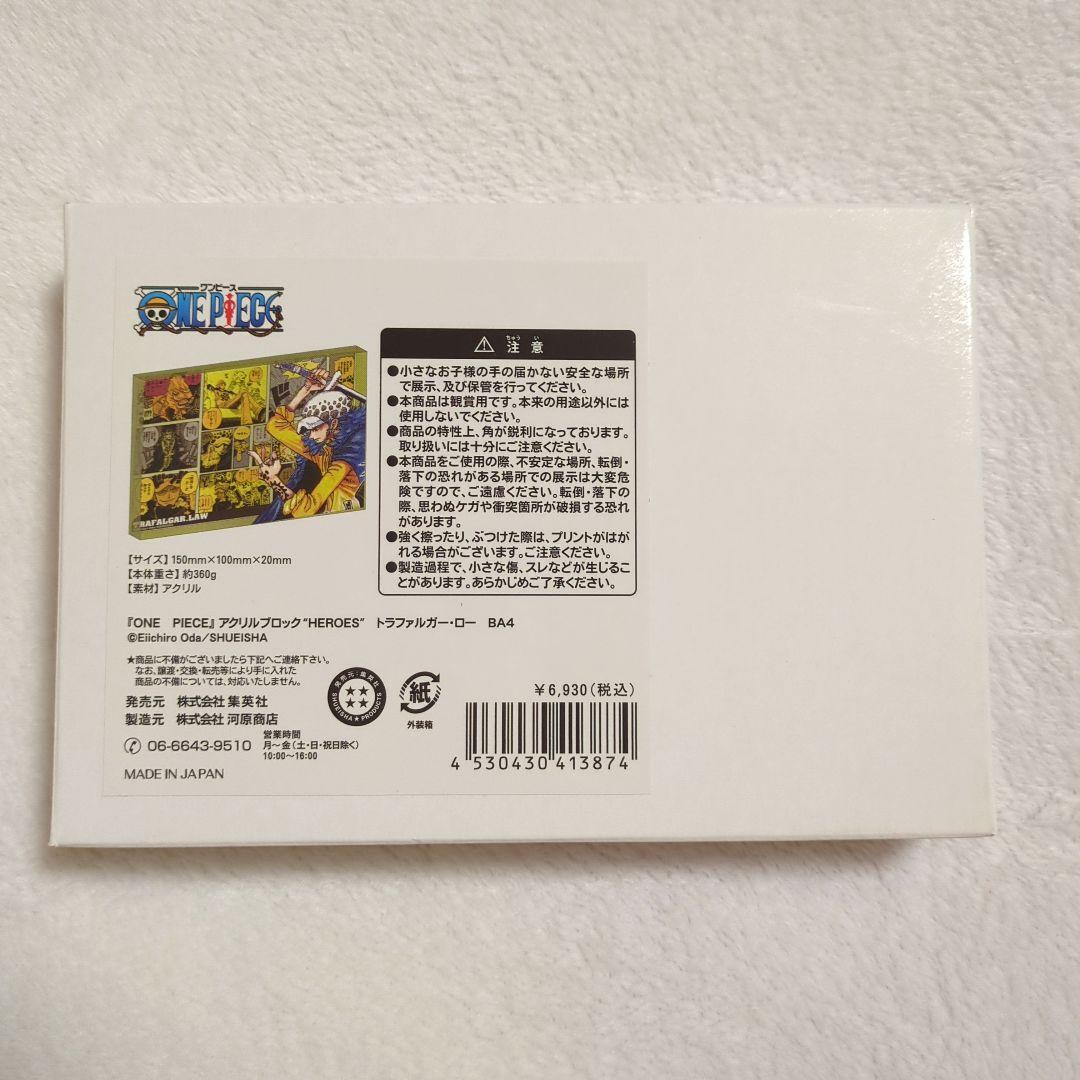 ワンピース
ONE PIECE
TRAFALGAR.LAW
【サイズ】150mm×100mm×20mm
【本体重さ】約360g
【素材】アクリル
ちゅう い
⚠ 注 意
●小さなお子様の手の届かない安全な場所
で展示、及び保管を行ってください。
●本商品は観賞用です。本来の用途以外には
使用しないでください。
●商品の特性上、角が鋭利になっております。
取り扱いには十分にご注意ください。
●本商品をご使用の際、不安定な場所、転倒・
落下の恐れがある場所での展示は大変危
険ですので、ご遠慮ください。転倒・落下の
際、思わぬケガや衝突箇所が破損する恐れ
があります。
●強く擦ったり、ぶつけた際は、プリントがはが
れる場合がございます。ご注意ください。
●製造過程で、小さな傷、スレなどが生じるこ
とがあります。あらかじめご了承ください。
『ONE PIECE』アクリルブロック“HEROES” トラファルガー・ロー BA4
©Eiichiro Oda/SHUEISHA
★商品に不備がございましたら下記へご連絡下さい。
なお、譲渡・交換・転売等により手に入れた
商品の不備については、対応いたしません。
発売元 株式会社 集英社
製造元 株式会社 河原商店
✆ 06-6643-9510
営業時間
月〜金(土・日・祝日除く)
10:00〜16:00
MADE IN JAPAN
発売元:集英社
SHUEISHA★PRODUCTS
紙
外装箱
¥6,930(税込)
4 530430 413874